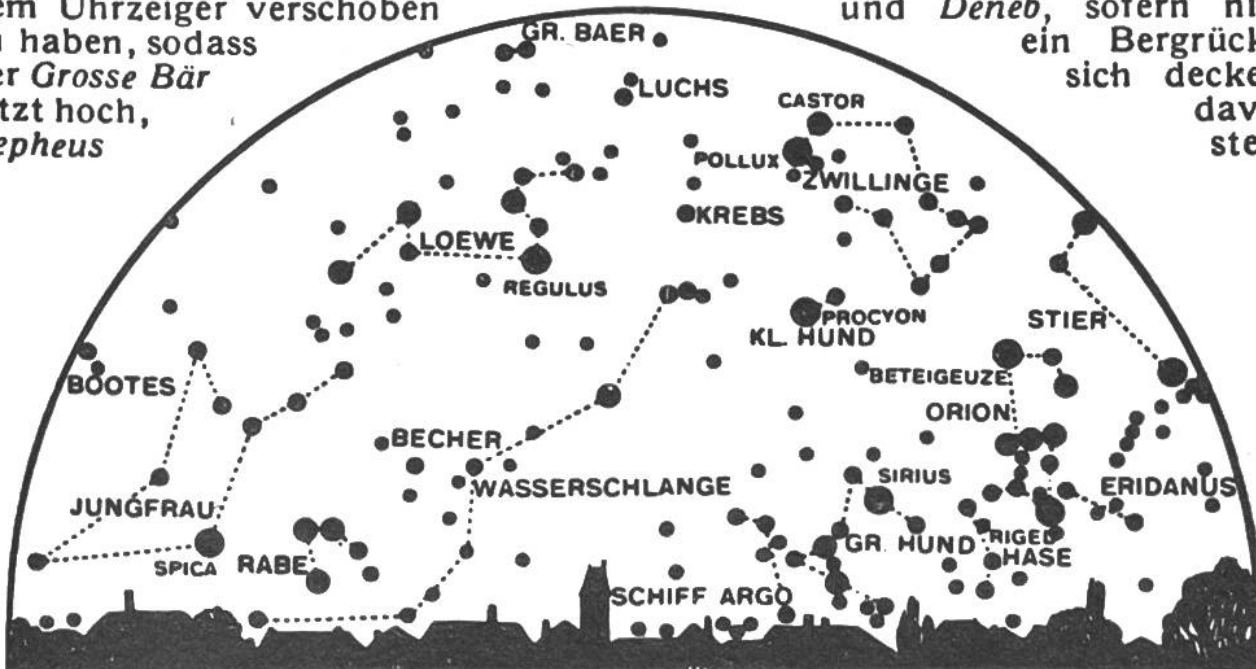 em Uhrzeiger verschoben
haben, sodass
er Grosse Bär
tzt hoch,
epheus
und Deneb, sofern
ein Bergrück
sich decke
dav
ste
GR. BAER
LUCHS
CASTOR
POLLUX
ZWILLINGE
KREBS
LOEWE
REGULUS
PROCYON
KL. HUND
STIER
BOOTES
BETEIGEUZE
ORION
BECHER
SIRIUS
WASSERSCHLANGE
ERIDANUS
JUNGFRAU
SPICA
RABE
GR. HUND
RIGEL
HASE
SCHIFF ARGO